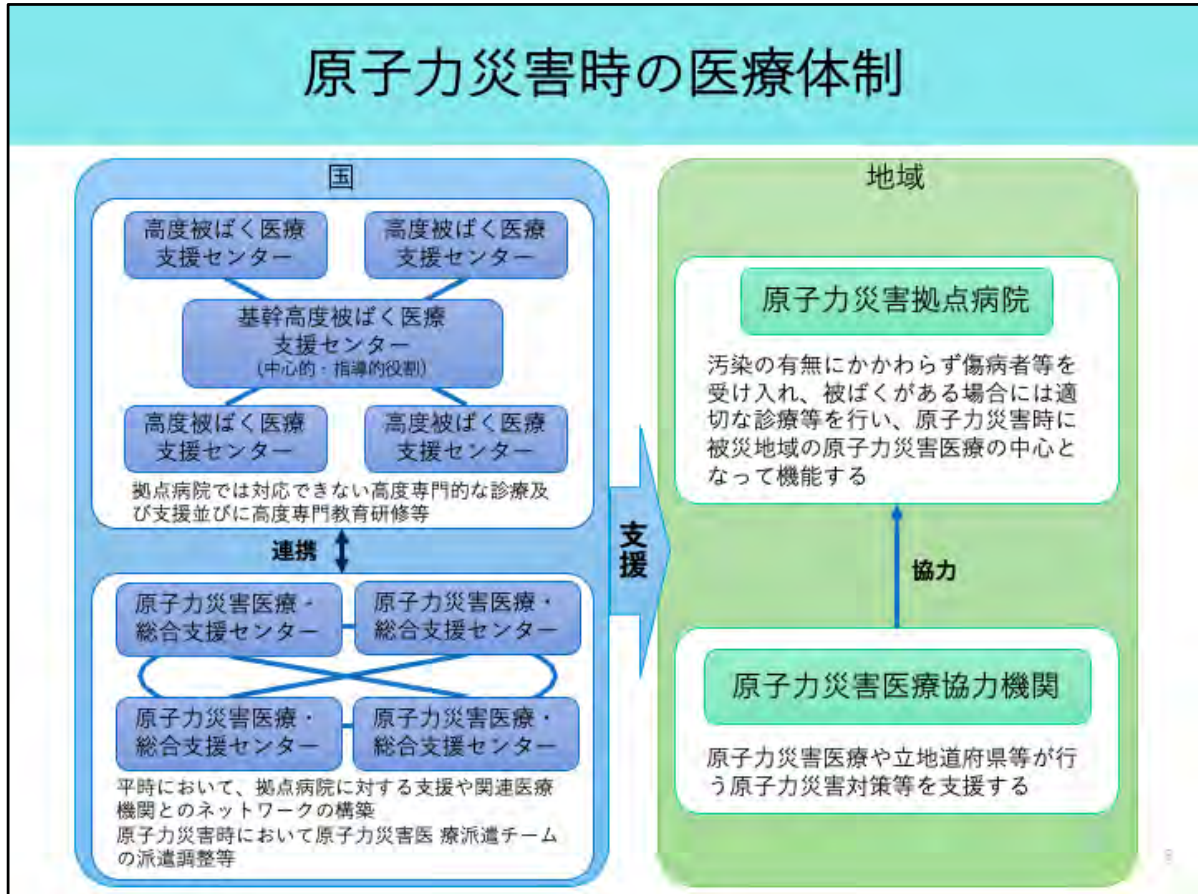 原子力災害時の医療体制
国
高度被ばく医療
支援センター
高度被ばく医療
支援センター
基幹高度被ばく医療
支援センター
(中心的・指導的役割)
高度被ばく医療
支援センター
高度被ばく医療
支援センター
拠点病院では対応できない高度専門的な診療及
び支援並びに高度専門教育研修等
連携
原子力災害医療・
総合支援センター
原子力災害医療・
総合支援センター
原子力災害医療・
総合支援センター
原子力災害医療・
総合支援センター
平時において、拠点病院に対する支援や関連医療
機関とのネットワークの構築
原子力災害時において原子力災害医 療派遣チーム
の派遣調整等
支援
地域
原子力災害拠点病院
汚染の有無にかかわらず傷病者等を
受け入れ、被ばくがある場合には適
切な診療等を行い、原子力災害時に
被災地域の原子力災害医療の中心と
なって機能する
協力
原子力災害医療協力機関
原子力災害医療や立地道府県等が行
う原子力災害対策等を支援する